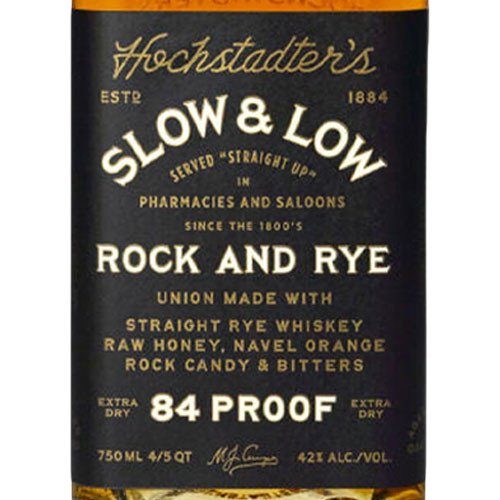 Hochstadter's
ESTD 1884
SLOW & LOW
SERVED "STRAIGHT UP"
IN
PHARMACIES AND SALOONS
SINCE THE 1800'S
ROCK AND RYE
UNION MADE WITH
STRAIGHT RYE WHISKEY
RAW HONEY, NAVEL ORANGE
ROCK CANDY & BITTERS
EXTRA DRY 84 PROOF EXTRA DRY
750 ML 4/5 QT 42% ALC./VOL.